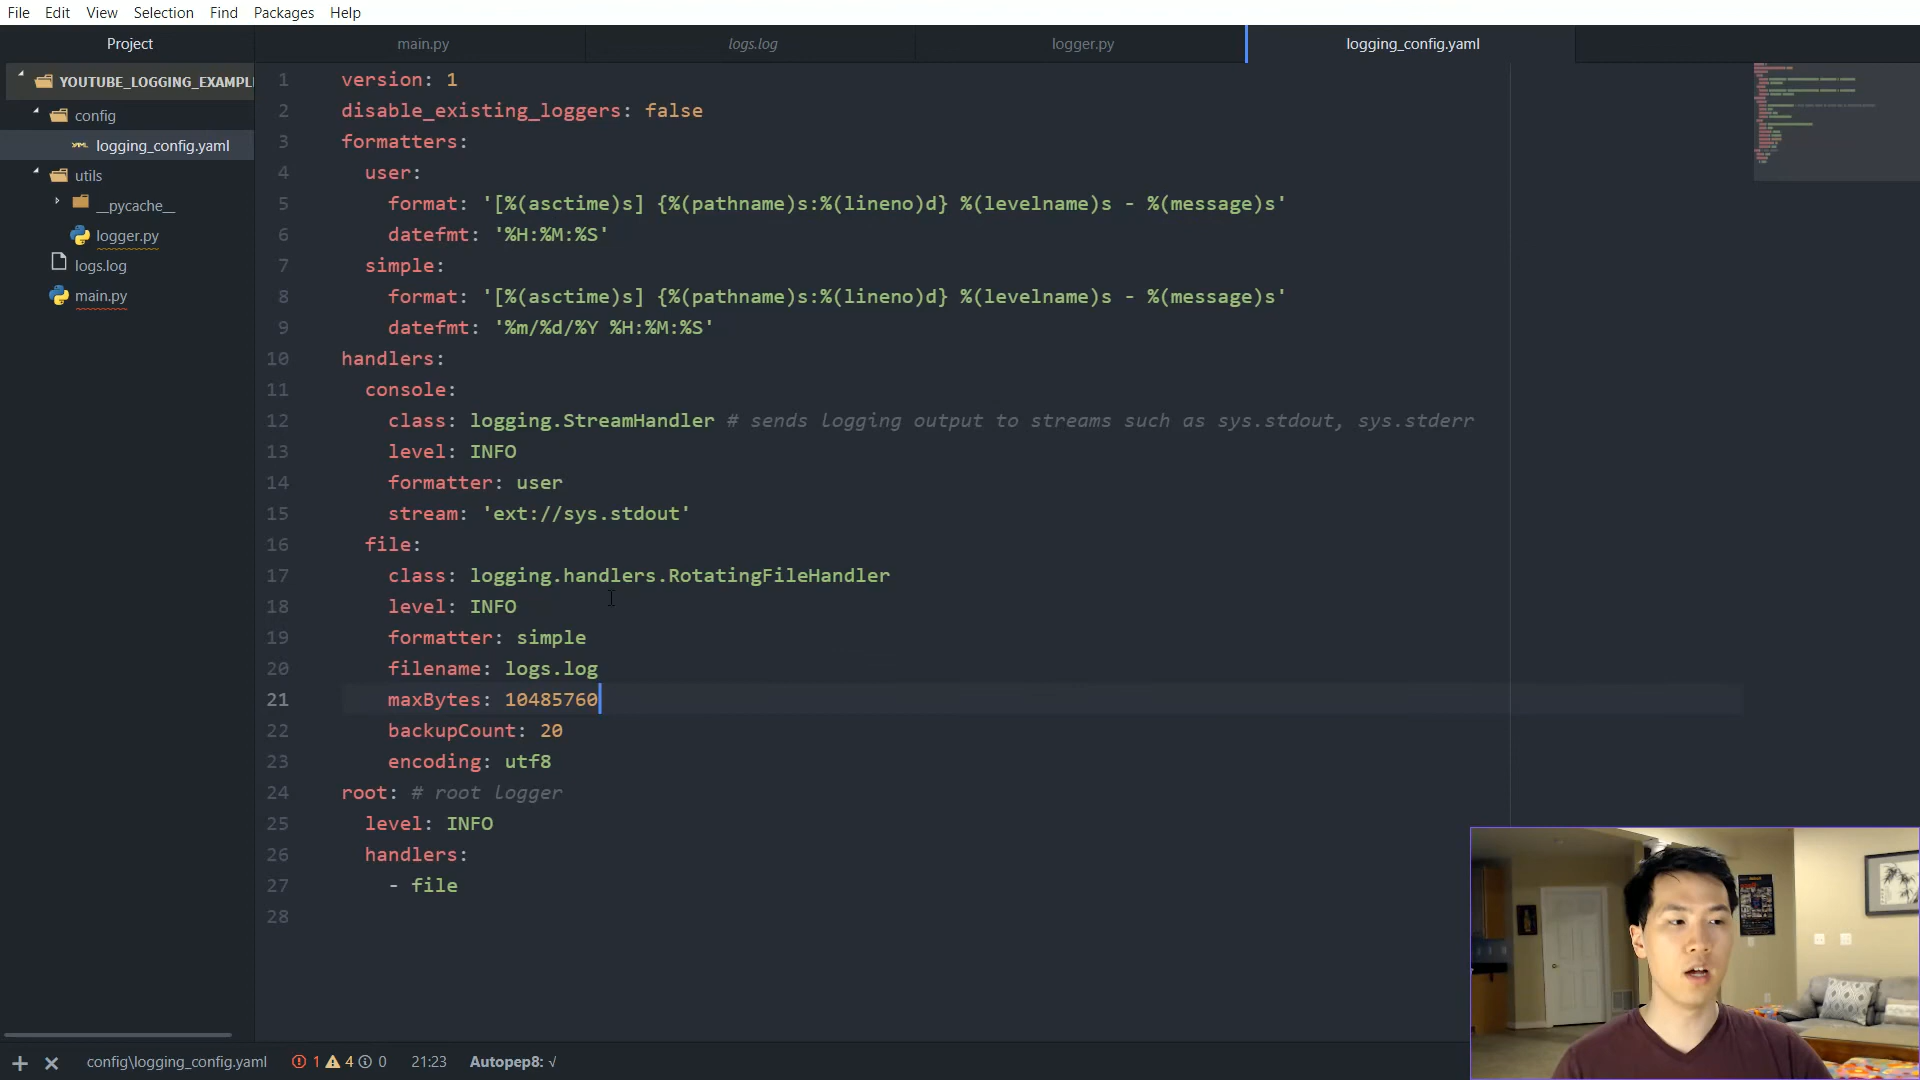 File Edit View Selection Find Packages Help
Project
main.py
logs.log
logger.py
logging_config.yaml
YOUTUBE_LOGGING_EXAMPL
config
logging_config.yaml
utils
__pycache__
logger.py
logs.log
main.py
1 version: 1
2 disable_existing_loggers: false
3 formatters:
4 user:
5 format: '[%(asctime)s] {%(pathname)s:%(lineno)d} %(levelname)s - %(message)s'
6 datefmt: '%H:%M:%S'
7 simple:
8 format: '[%(asctime)s] {%(pathname)s:%(lineno)d} %(levelname)s - %(message)s'
9 datefmt: '%m/%d/%Y %H:%M:%S'
10 handlers:
11 console:
12 class: logging.StreamHandler # sends logging output to streams such as sys.stdout, sys.stderr
13 level: INFO
14 formatter: user
15 stream: 'ext://sys.stdout'
16 file:
17 class: logging.handlers.RotatingFileHandler
18 level: INFO
19 formatter: simple
20 filename: logs.log
21 maxBytes: 10485760
22 backupCount: 20
23 encoding: utf8
24 root: # root logger
25 level: INFO
26 handlers:
27 - file
28
config\logging_config.yaml 1 4 0 21:23 Autopep8: √